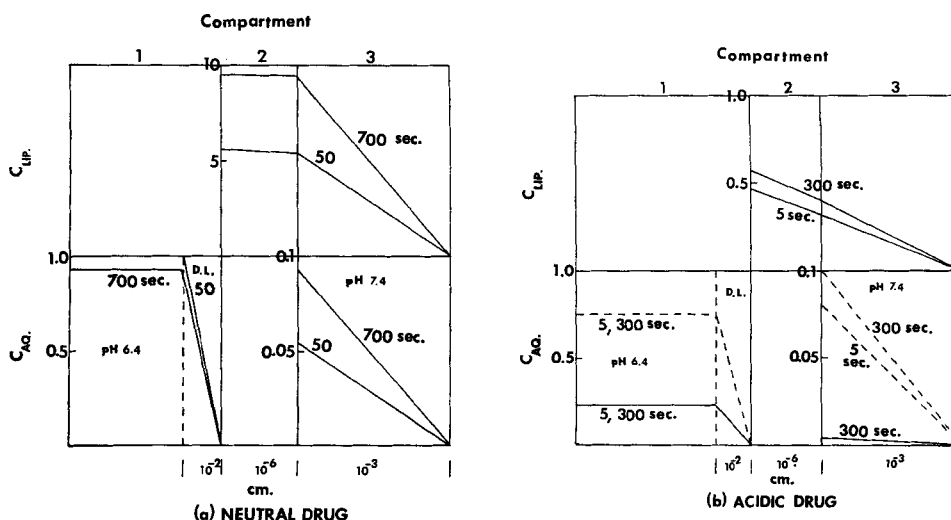 Compartment
1 2 3
10
5
C LIP.
700 sec.
50
1.0
0.5
C AQ.
D.L.
50
700 sec.
pH 6.4
0.1
0.05
pH 7.4
700 sec.
50
10⁻² 10⁻⁶ 10⁻³
cm.
(a) NEUTRAL DRUG
Compartment
1 2 3
1.0
0.5
C LIP.
300 sec.
5 sec.
1.0
0.5
C AQ.
D.L.
5, 300 sec.
pH 6.4
5, 300 sec.
0.1
0.05
pH 7.4
300 sec.
5 sec.
300 sec.
10⁻² 10⁻⁶ 10⁻³
cm.
(b) ACIDIC DRUG